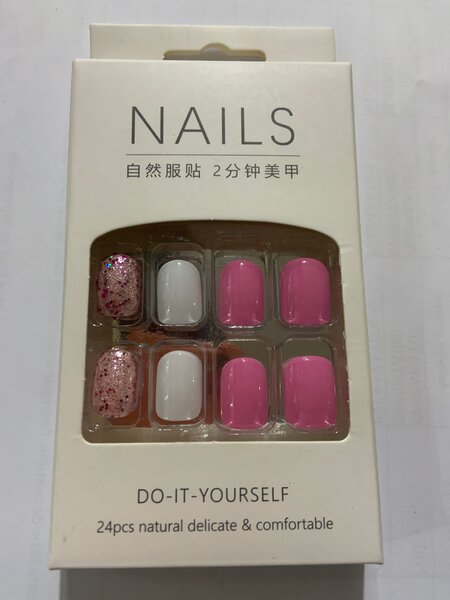 NAILS
自然服贴 2分钟美甲
DO-IT-YOURSELF
24pcs natural delicate & comfortable